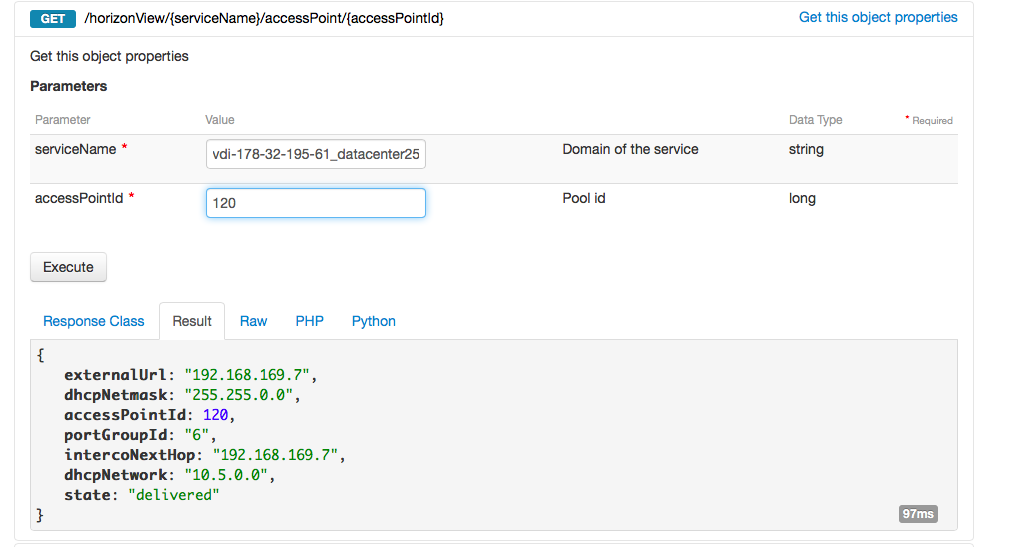 GET /horizonView/{serviceName}/accessPoint/{accessPointId} Get this object properties
Get this object properties
Parameters
Parameter Value Data Type * Required
serviceName * vdi-178-32-195-61_datacenter25 Domain of the service string
accessPointId * 120 Pool id long
Execute
Response Class Result Raw PHP Python
{
externalUrl: "192.168.169.7",
dhcpNetmask: "255.255.0.0",
accessPointId: 120,
portGroupId: "6",
intercoNextHop: "192.168.169.7",
dhcpNetwork: "10.5.0.0",
state: "delivered"
}
97ms